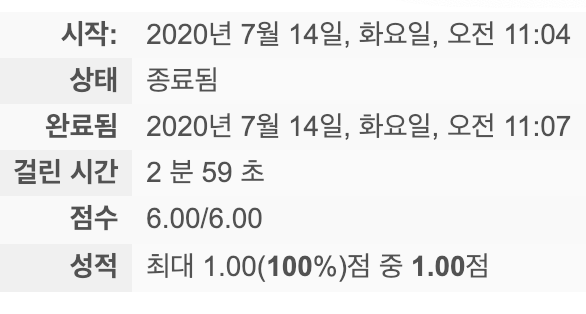 시작: 2020년 7월 14일, 화요일, 오전 11:04
상태 종료됨
완료됨 2020년 7월 14일, 화요일, 오전 11:07
걸린 시간 2 분 59 초
점수 6.00/6.00
성적 최대 1.00(100%)점 중 1.00점